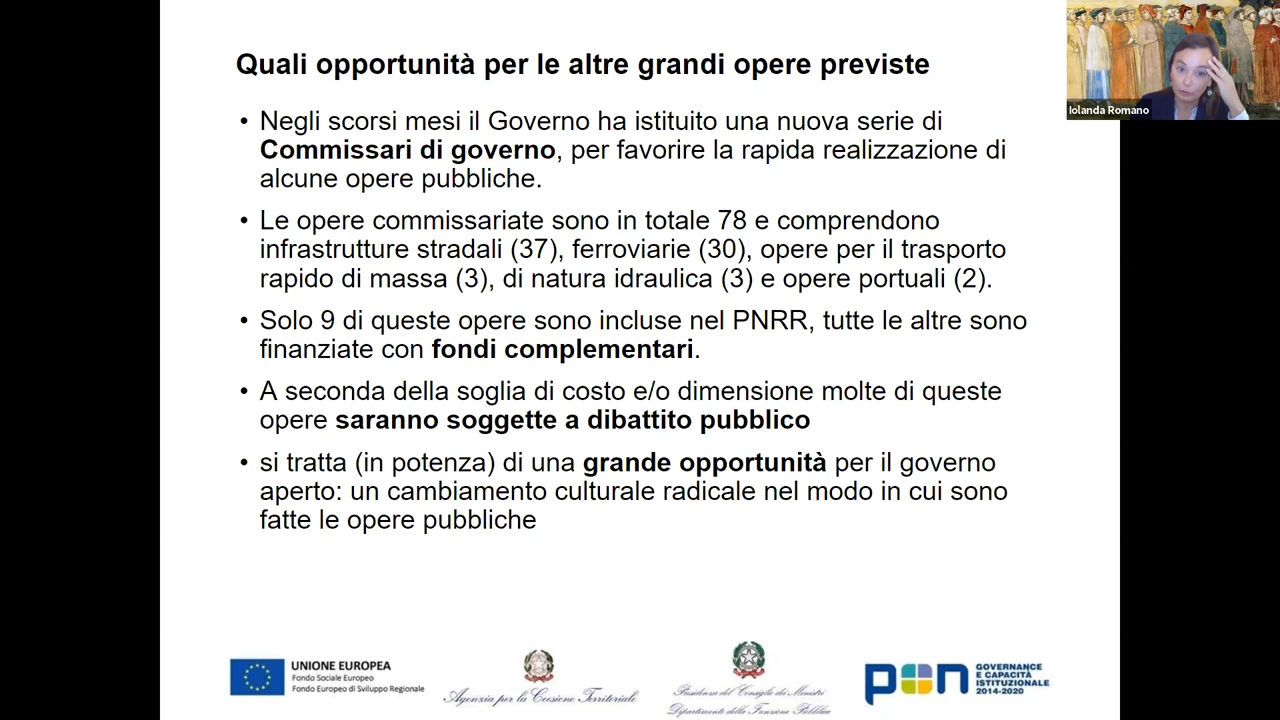 Quali opportunità per le altre grandi opere previste
Iolanda Romano
• Negli scorsi mesi il Governo ha istituito una nuova serie di
Commissari di governo, per favorire la rapida realizzazione di
alcune opere pubbliche.
• Le opere commissariate sono in totale 78 e comprendono
infrastrutture stradali (37), ferroviarie (30), opere per il trasporto
rapido di massa (3), di natura idraulica (3) e opere portuali (2).
• Solo 9 di queste opere sono incluse nel PNRR, tutte le altre sono
finanziate con fondi complementari.
• A seconda della soglia di costo e/o dimensione molte di queste
opere saranno soggette a dibattito pubblico
• si tratta (in potenza) di una grande opportunità per il governo
aperto: un cambiamento culturale radicale nel modo in cui sono
fatte le opere pubbliche
UNIONE EUROPEA
Fondo Sociale Europeo
Fondo Europeo di Sviluppo Regionale
Agenzia per la Coesione Territoriale
Presidenza del Consiglio dei Ministri
Dipartimento della Funzione Pubblica
pon
GOVERNANCE
E CAPACITÀ
ISTITUZIONALE
2014-2020